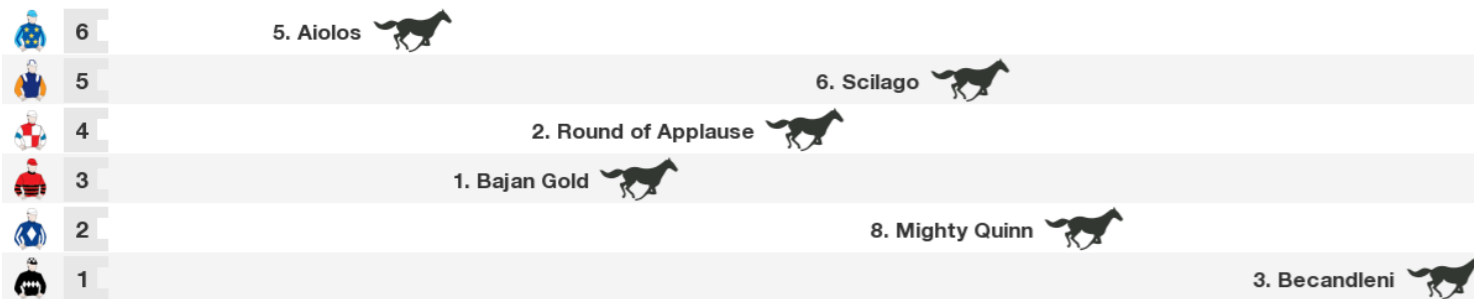 6 5. Aiolos
5 6. Scilago
4 2. Round of Applause
3 1. Bajan Gold
2 8. Mighty Quinn
1 3. Becandleni